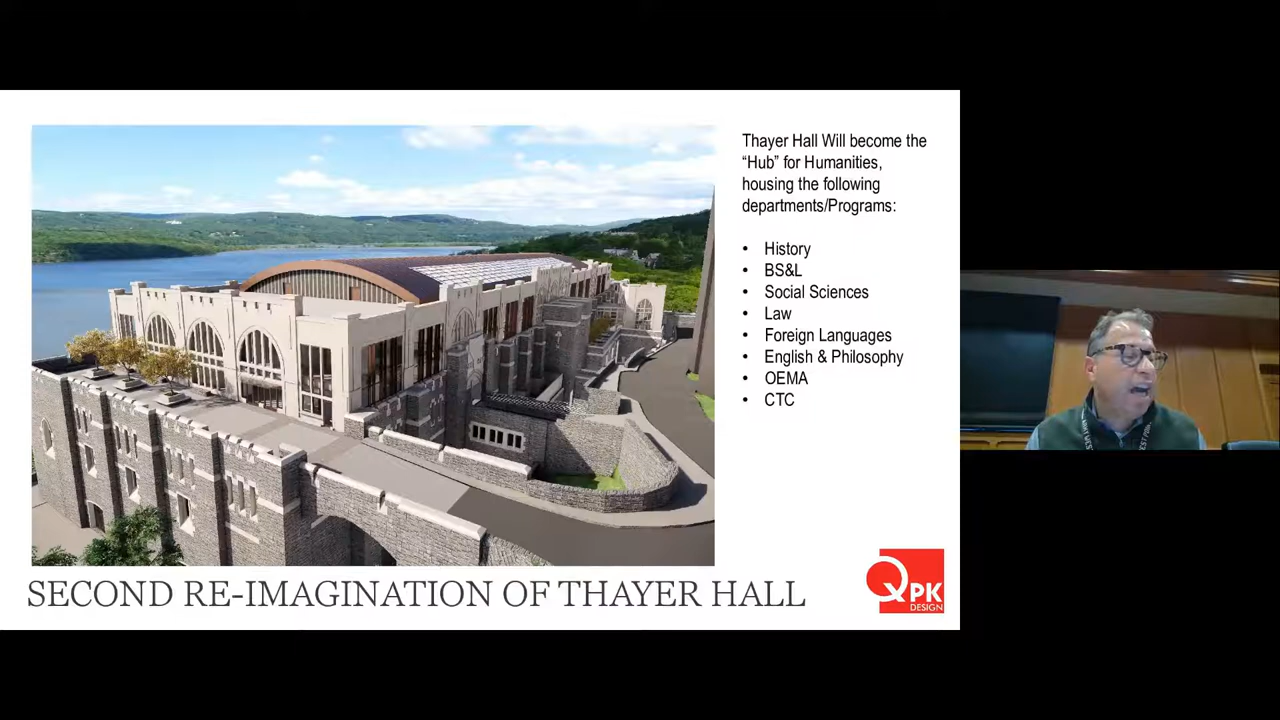 Thayer Hall Will become the
“Hub” for Humanities,
housing the following
departments/Programs:
• History
• BS&L
• Social Sciences
• Law
• Foreign Languages
• English & Philosophy
• OEMA
• CTC
SECOND RE-IMAGINATION OF THAYER HALL
QPK
DESIGN